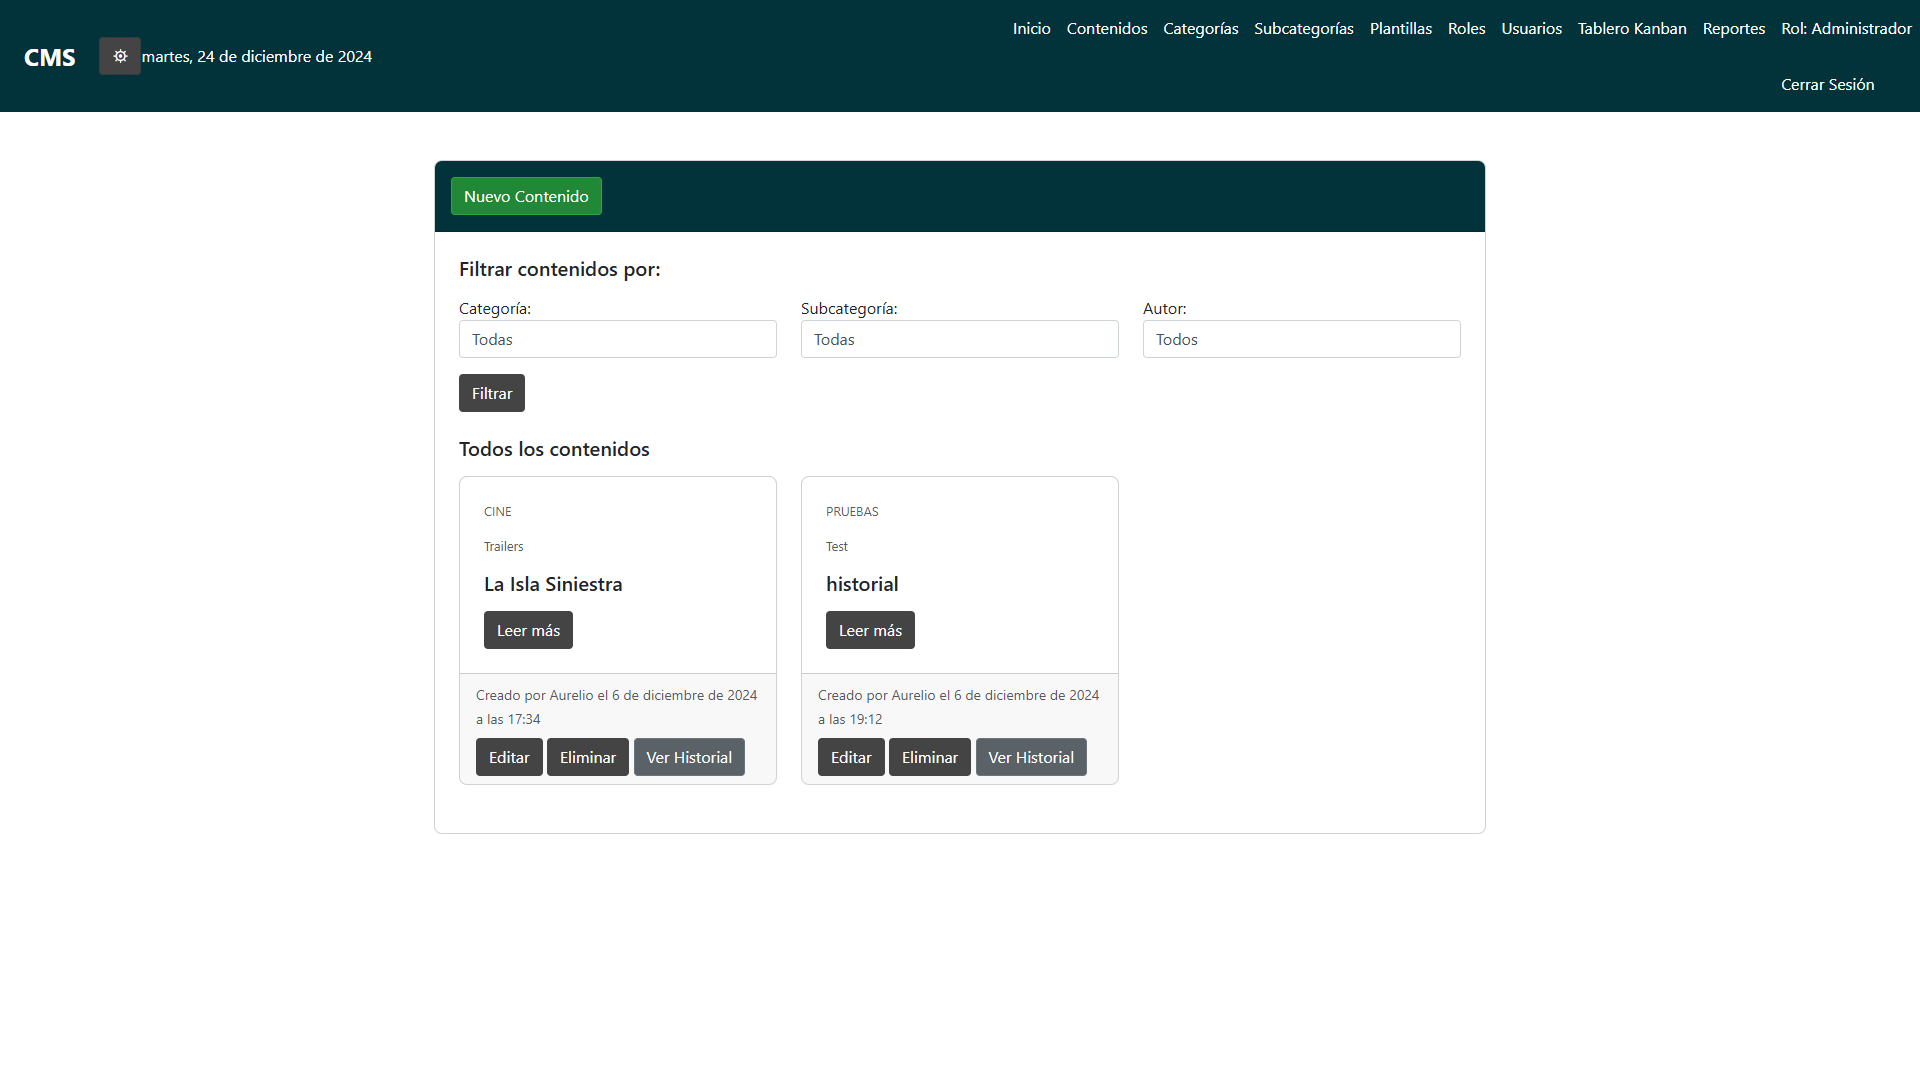 CMS
martes, 24 de diciembre de 2024
Inicio Contenidos Categorías Subcategorías Plantillas Roles Usuarios Tablero Kanban Reportes Rol: Administrador
Cerrar Sesión
Nuevo Contenido
Filtrar contenidos por:
Categoría: Subcategoría: Autor:
Todas Todas Todos
Filtrar
Todos los contenidos
CINE
Trailers
La Isla Siniestra
Leer más
Creado por Aurelio el 6 de diciembre de 2024
a las 17:34
Editar Eliminar Ver Historial
PRUEBAS
Test
historial
Leer más
Creado por Aurelio el 6 de diciembre de 2024
a las 19:12
Editar Eliminar Ver Historial